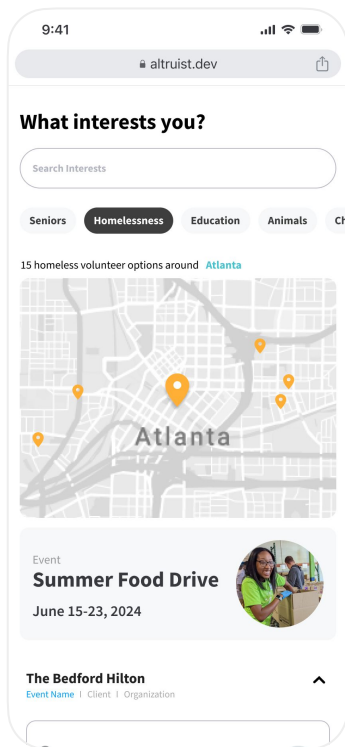 9:41
altruist.dev
What interests you?
Search Interests
Seniors Homelessness Education Animals Ch
15 homeless volunteer options around Atlanta
Atlanta
Event
Summer Food Drive
June 15-23, 2024
The Bedford Hilton
Event Name | Client | Organization